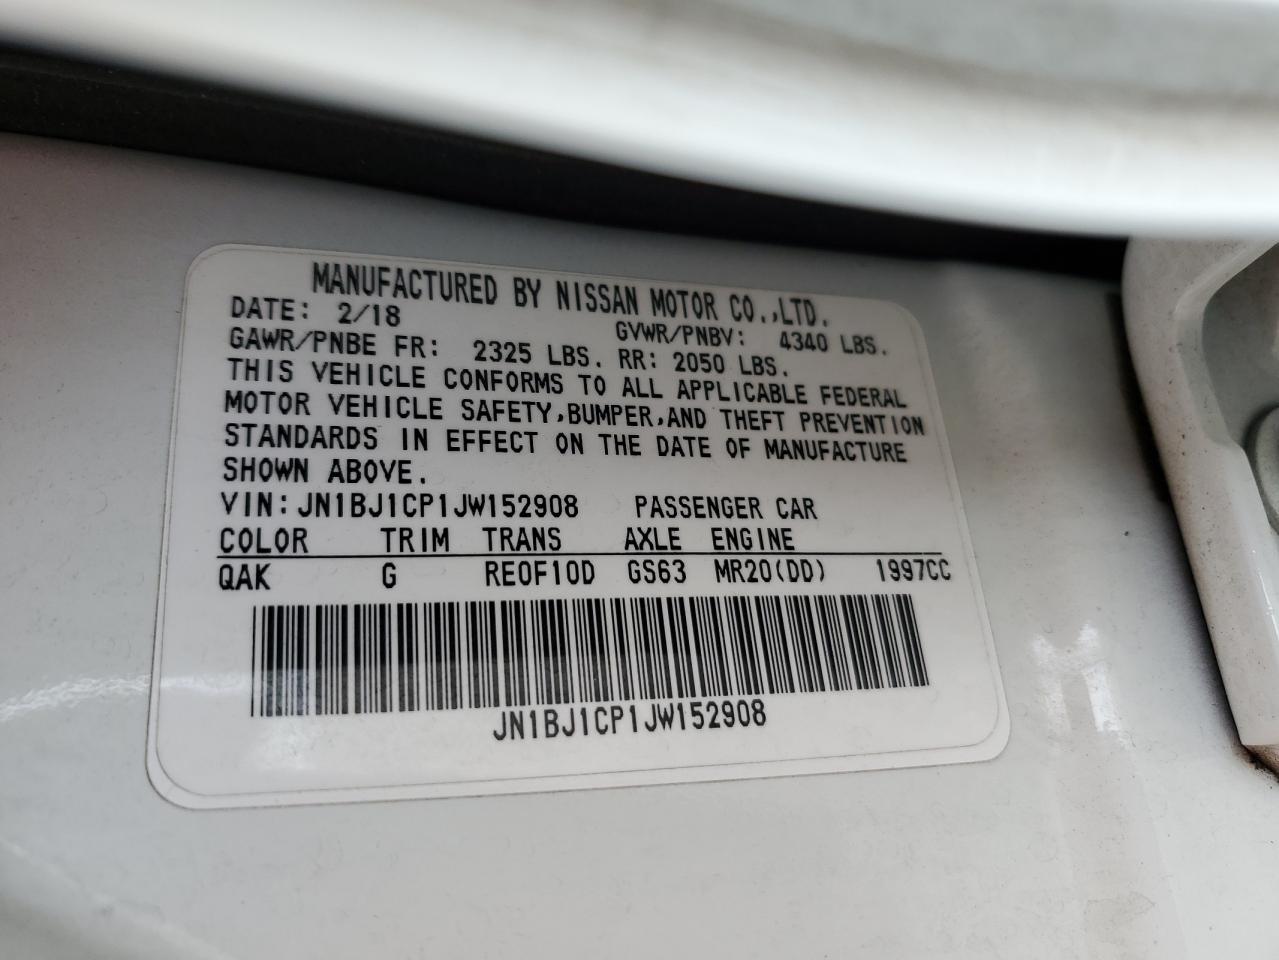 MANUFACTURED BY NISSAN MOTOR CO.,LTD.
DATE: 2/18 GVWR/PNBV: 4340 LBS.
GAWR/PNBE FR: 2325 LBS. RR: 2050 LBS.
THIS VEHICLE CONFORMS TO ALL APPLICABLE FEDERAL
MOTOR VEHICLE SAFETY,BUMPER,AND THEFT PREVENTION
STANDARDS IN EFFECT ON THE DATE OF MANUFACTURE
SHOWN ABOVE.
VIN:JN1BJ1CP1JW152908 PASSENGER CAR
COLOR TRIM TRANS AXLE ENGINE
QAK G RE0F10D GS63 MR20(DD) 1997CC
JN1BJ1CP1JW152908